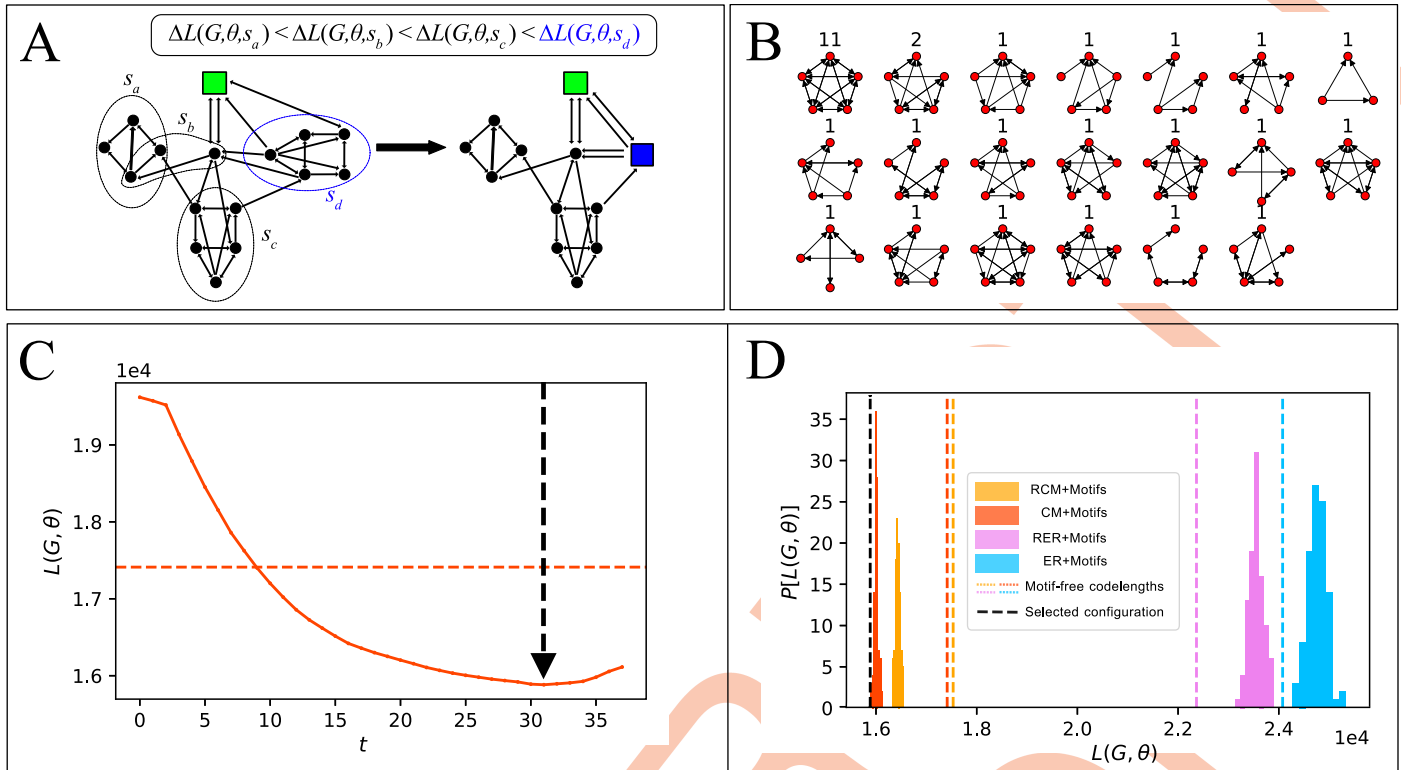 A
ΔL(G,θ,s_a) < ΔL(G,θ,s_b) < ΔL(G,θ,s_c) < ΔL(G,θ,s_d)
s_a
s_b
s_c
s_d
B
11 2 1 1 1 1 1
1 1 1 1 1 1 1
1 1 1 1 1 1
C
1e4
L(G, θ)
1.9
1.8
1.7
1.6
0 5 10 15 20 25 30 35
t
D
P[L(G, θ)]
35
30
25
20
15
10
5
0
RCM+Motifs
CM+Motifs
RER+Motifs
ER+Motifs
Motif-free codelengths
Selected configuration
1.6 1.8 2.0 2.2 2.4
1e4
L(G, θ)